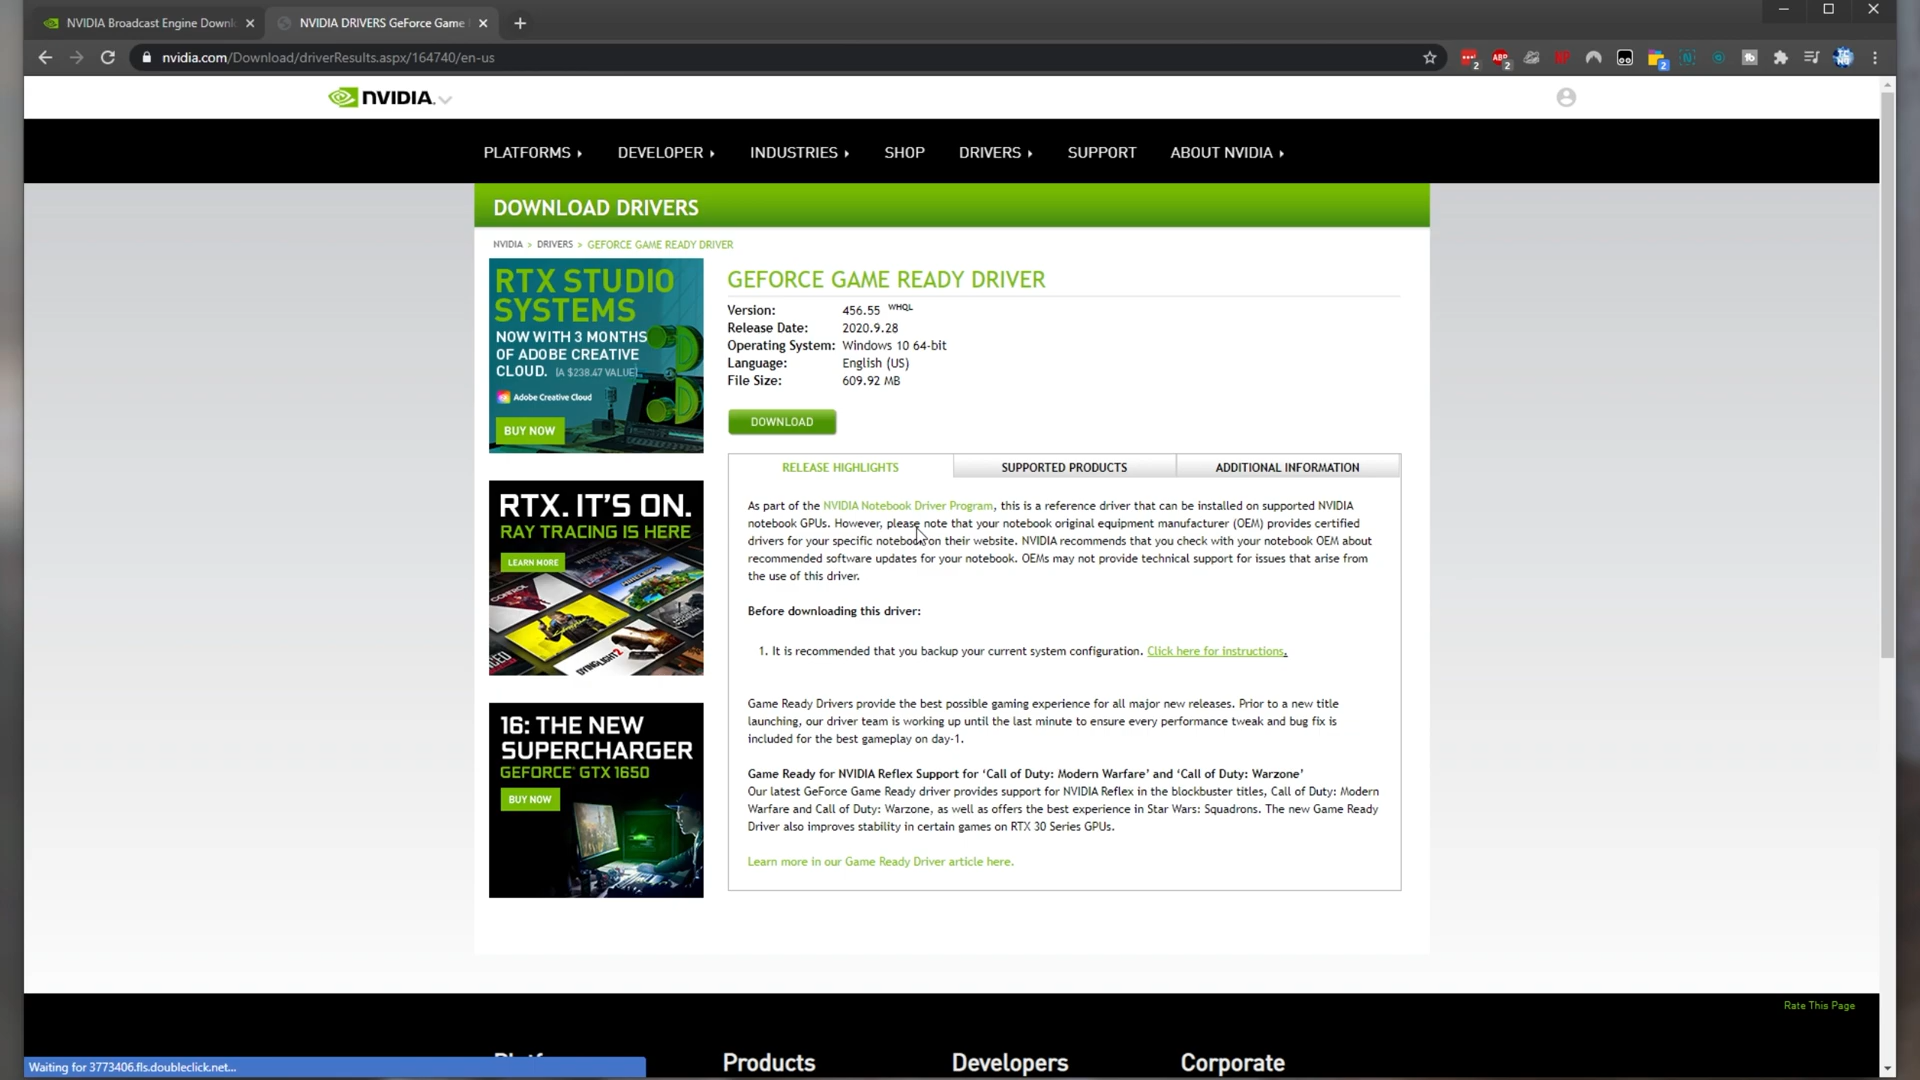 NVIDIA Broadcast Engine Downl
NVIDIA DRIVERS GeForce Game
nvidia.com/Download/driverResults.aspx/164740/en-us
NVIDIA.
PLATFORMS
DEVELOPER
INDUSTRIES
SHOP
DRIVERS
SUPPORT
ABOUT NVIDIA
DOWNLOAD DRIVERS
NVIDIA > DRIVERS > GEFORCE GAME READY DRIVER
RTX STUDIO
SYSTEMS
NOW WITH 3 MONTHS
OF ADOBE CREATIVE
CLOUD. (A $238.47 VALUE)
Adobe Creative Cloud
BUY NOW
RTX. IT'S ON.
RAY TRACING IS HERE
LEARN MORE
CONTROL
MINECRAFT
DYING LIGHT 2
16: THE NEW
SUPERCHARGER
GEFORCE® GTX 1650
BUY NOW
GEFORCE GAME READY DRIVER
Version: 456.55 WHQL
Release Date: 2020.9.28
Operating System: Windows 10 64-bit
Language: English (US)
File Size: 609.92 MB
DOWNLOAD
RELEASE HIGHLIGHTS
SUPPORTED PRODUCTS
ADDITIONAL INFORMATION
As part of the NVIDIA Notebook Driver Program, this is a reference driver that can be installed on supported NVIDIA
notebook GPUs. However, please note that your notebook original equipment manufacturer (OEM) provides certified
drivers for your specific notebook on their website. NVIDIA recommends that you check with your notebook OEM about
recommended software updates for your notebook. OEMs may not provide technical support for issues that arise from
the use of this driver.
Before downloading this driver:
1. It is recommended that you backup your current system configuration. Click here for instructions.
Game Ready Drivers provide the best possible gaming experience for all major new releases. Prior to a new title
launching, our driver team is working up until the last minute to ensure every performance tweak and bug fix is
included for the best gameplay on day-1.
Game Ready for NVIDIA Reflex Support for ‘Call of Duty: Modern Warfare’ and ‘Call of Duty: Warzone’
Our latest GeForce Game Ready driver provides support for NVIDIA Reflex in the blockbuster titles, Call of Duty: Modern
Warfare and Call of Duty: Warzone, as well as offers the best experience in Star Wars: Squadrons. The new Game Ready
Driver also improves stability in certain games on RTX 30 Series GPUs.
Learn more in our Game Ready Driver article here.
Rate This Page
Products
Developers
Corporate
Waiting for 3773406.fls.doubleclick.net...